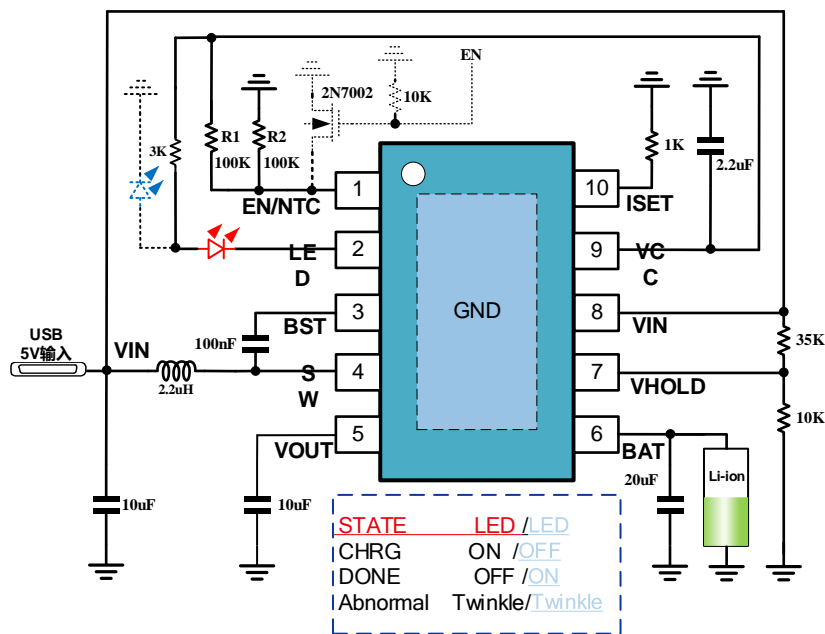 EN
2N7002
10K
R1
100K
R2
100K
3K
1K
2.2uF
1
EN/NTC
10
ISET
2
LE
D
9
VC
C
3
BST
GND
8
VIN
100nF
USB
5V输入
VIN
2.2uH
4
S
W
7
VHOLD
35K
10K
5
VOUT
6
BAT
Li-ion
10uF
10uF
20uF
STATE LED /LED
CHRG ON /OFF
DONE OFF /ON
Abnormal Twinkle/Twinkle